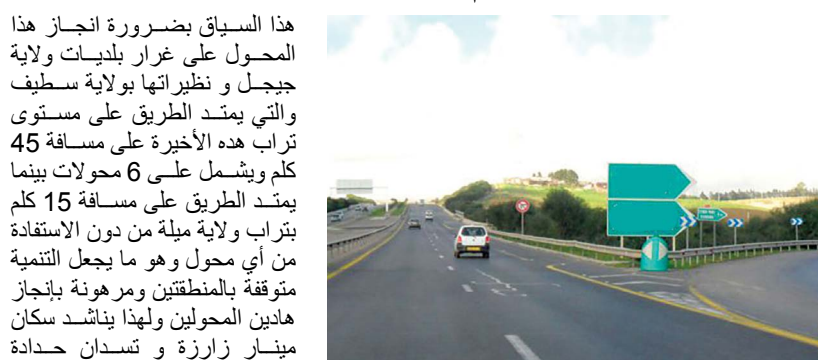 هذا السياق بضرورة انجاز هذا
المحول على غرار بلديات ولاية
جيجل و نظيراتها بولاية سطيف
والتي يمتد الطريق على مستوى
تراب هده الأخيرة على مسافة 45
كلم ويشمل على 6 محولات بينما
يمتد الطريق على مسافة 15 كلم
بتراب ولاية ميلة من دون الاستفادة
من أي محول وهو ما يجعل التنمية
متوقفة بالمنطقتين ومرهونة بإنجاز
هادين المحولين ولهذا يناشد سكان
مينار زارزة و تسدان حدادة